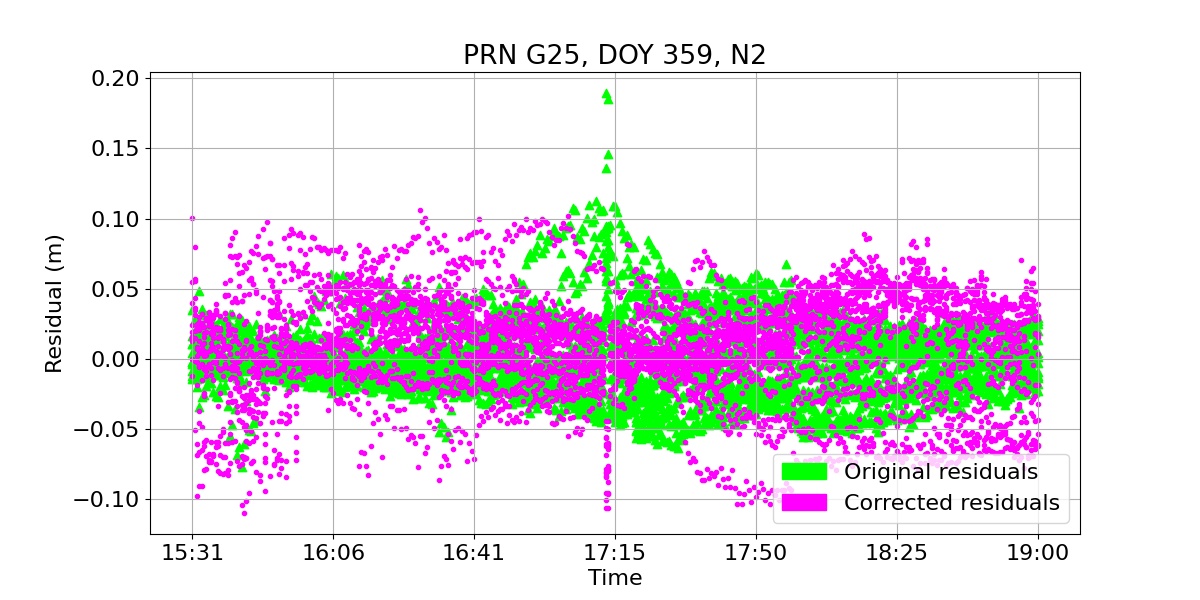 PRN G25, DOY 359, N2
Residual (m)
0.20
0.15
0.10
0.05
0.00
−0.05
−0.10
15:31 16:06 16:41 17:15 17:50 18:25 19:00
Time
Original residuals
Corrected residuals